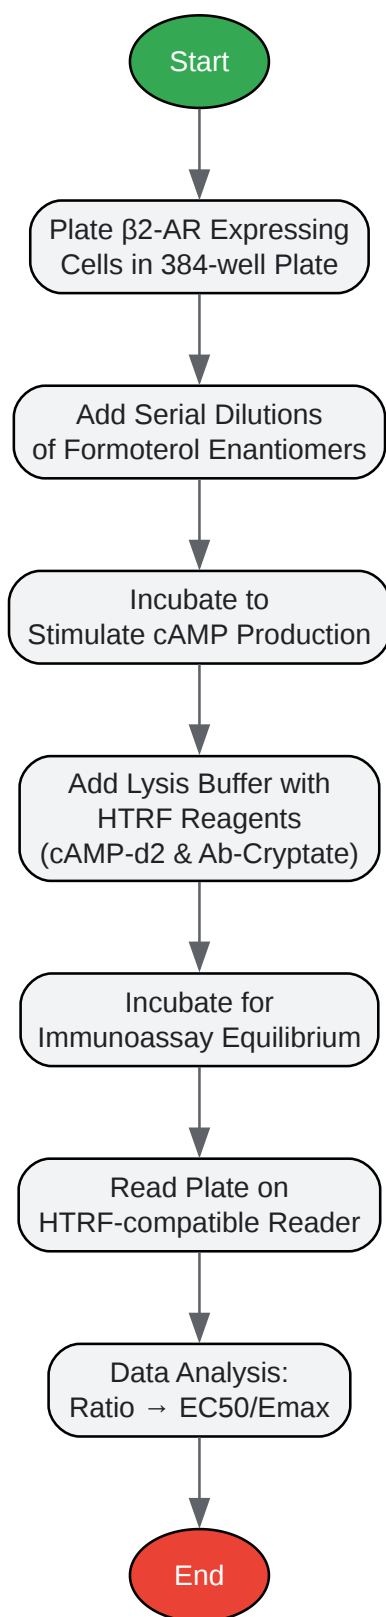 Start
Plate β2-AR Expressing
Cells in 384-well Plate
Add Serial Dilutions
of Formoterol Enantiomers
Incubate to
Stimulate cAMP Production
Add Lysis Buffer with
HTRF Reagents
(cAMP-d2 & Ab-Cryptate)
Incubate for
Immunoassay Equilibrium
Read Plate on
HTRF-compatible Reader
Data Analysis:
Ratio → EC50/Emax
End